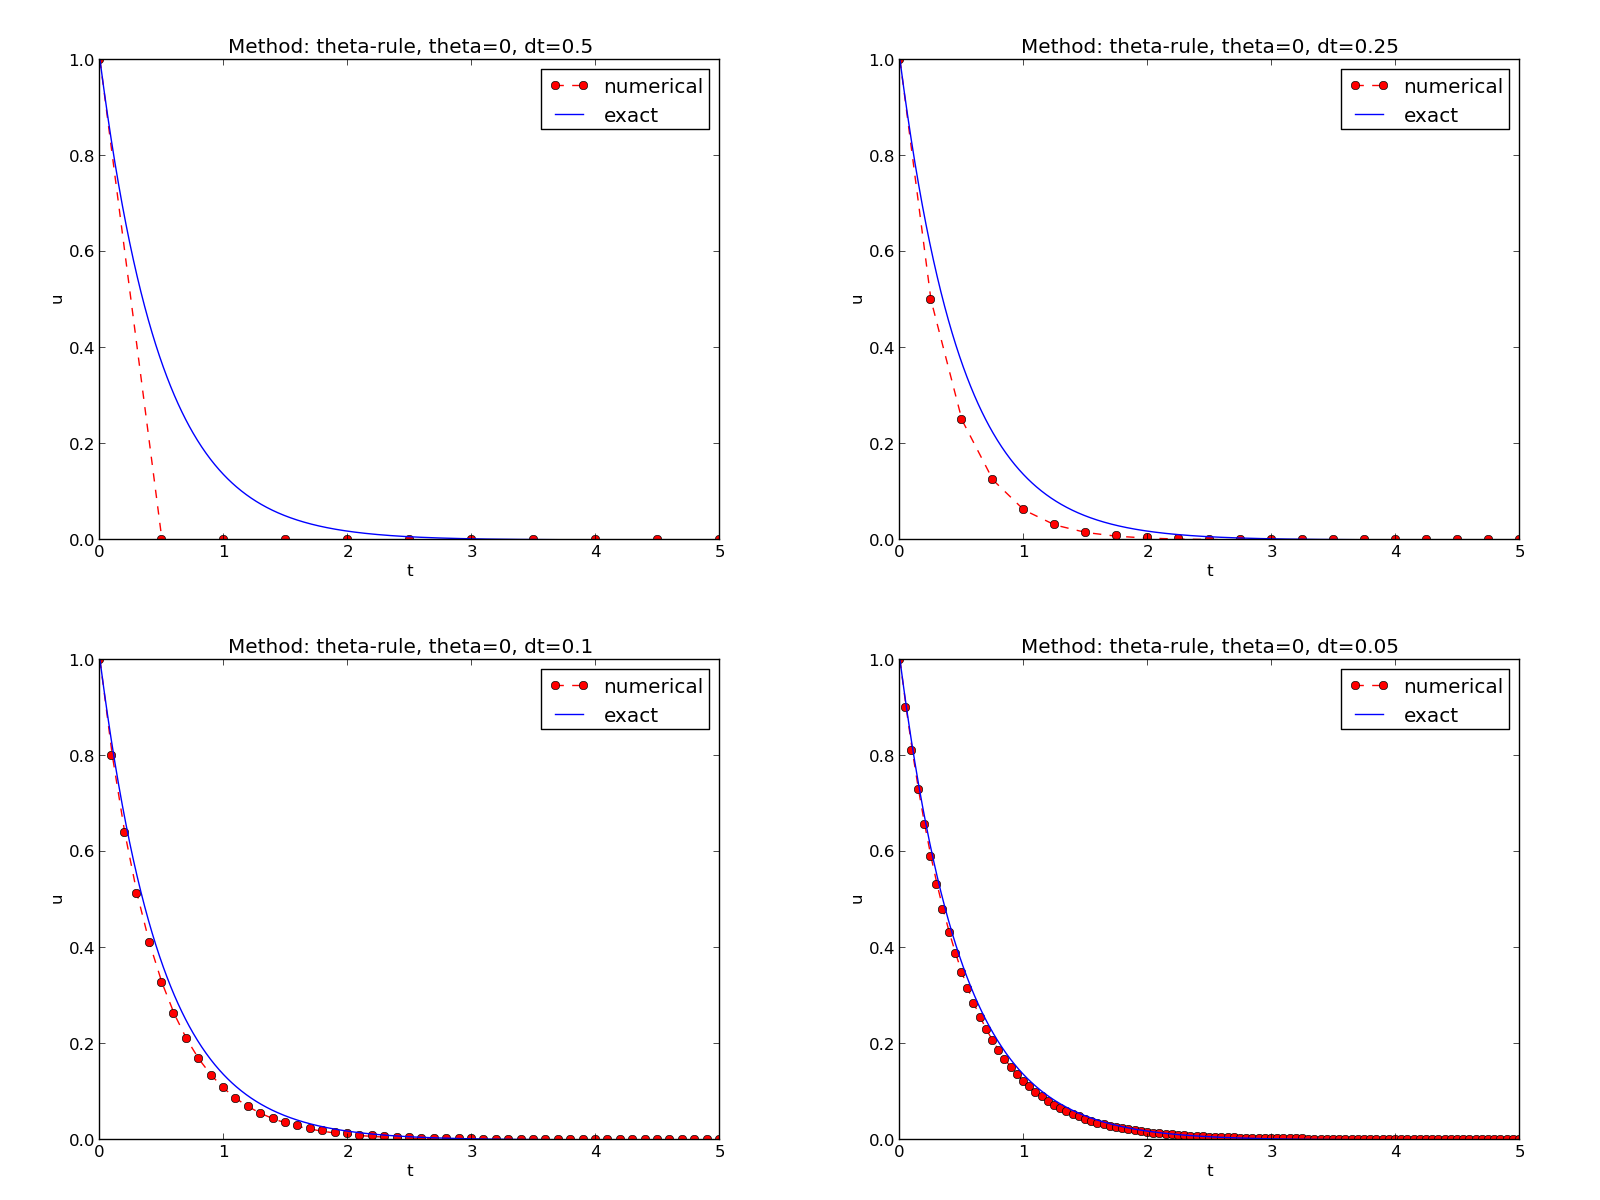 Method: theta-rule, theta=0, dt=0.5
1.0
0.8
0.6
0.4
0.2
0.0
u
numerical
exact
0 1 2 3 4 5
t
Method: theta-rule, theta=0, dt=0.25
1.0
0.8
0.6
0.4
0.2
0.0
u
numerical
exact
0 1 2 3 4 5
t
Method: theta-rule, theta=0, dt=0.1
1.0
0.8
0.6
0.4
0.2
0.0
u
numerical
exact
0 1 2 3 4 5
t
Method: theta-rule, theta=0, dt=0.05
1.0
0.8
0.6
0.4
0.2
0.0
u
numerical
exact
0 1 2 3 4 5
t